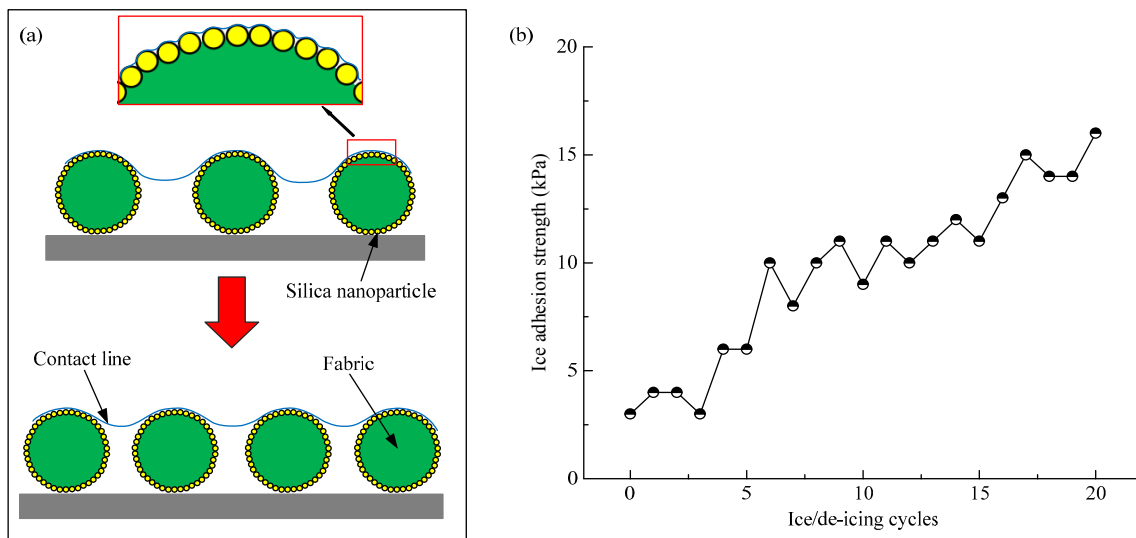 (a)
Silica nanoparticle
Contact line
Fabric
(b)
20
15
10
5
0
Ice adhesion strength (kPa)
0 5 10 15 20
Ice/de-icing cycles